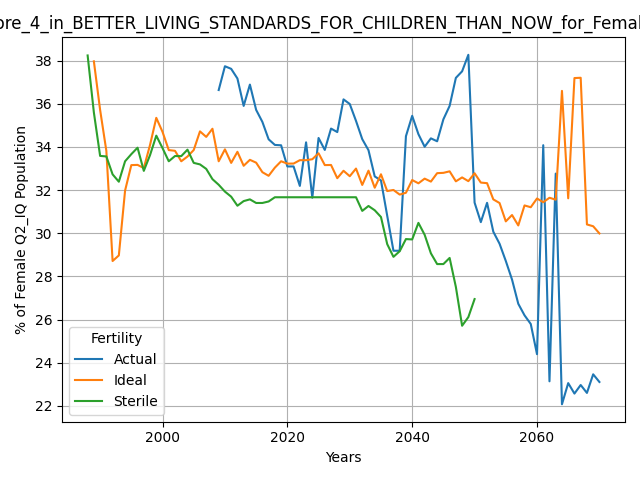 ore_4_in_BETTER_LIVING_STANDARDS_FOR_CHILDREN_THAN_NOW_for_Femal
38
36
34
32
30
28
26
24
22
% of Female Q2_IQ Population
Fertility
Actual
Ideal
Sterile
2000 2020 2040 2060
Years